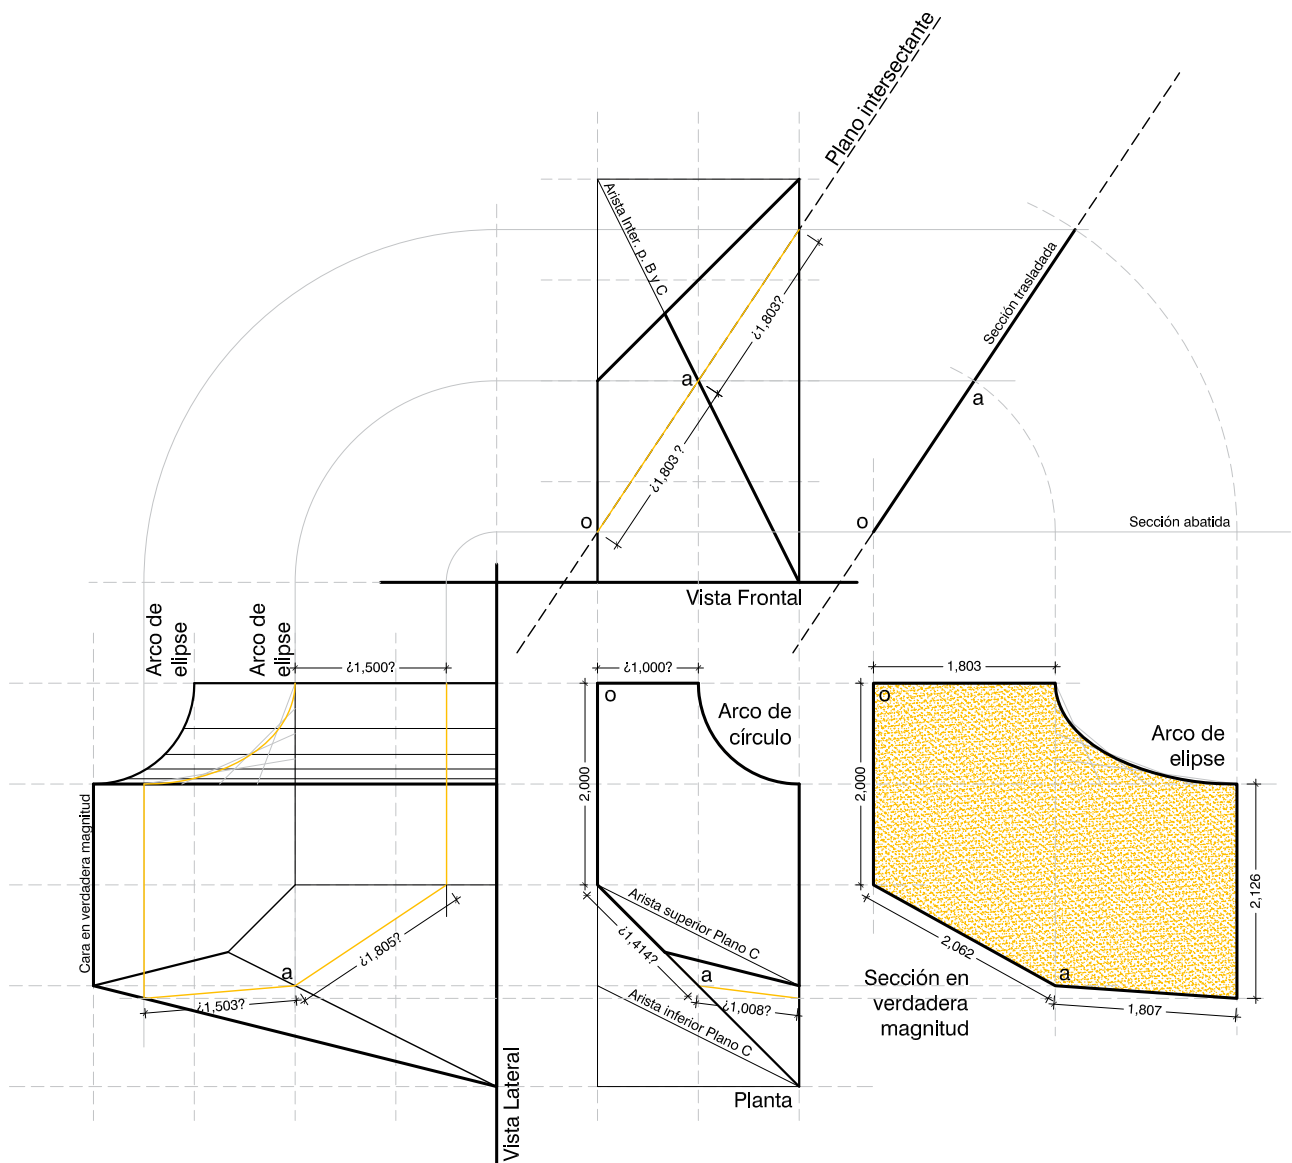 Plano intersectante
Arista Inter. p. B y C
¿1,803?
a
¿1,803 ?
o
Sección trasladada
a
o
Sección abatida
Vista Frontal
Arco de
elipse
Arco de
elipse
¿1,500?
¿1,000?
1,803
o
Arco de
círculo
o
Arco de
elipse
2,000
2,000
Cara en verdadera magnitud
2,126
Arista superior Plano C
¿1,414?
¿1,805?
2,062
a
a
a
¿1,503?
¿1,008?
1,807
Sección en
verdadera
magnitud
Arista inferior Plano C
Vista Lateral
Planta